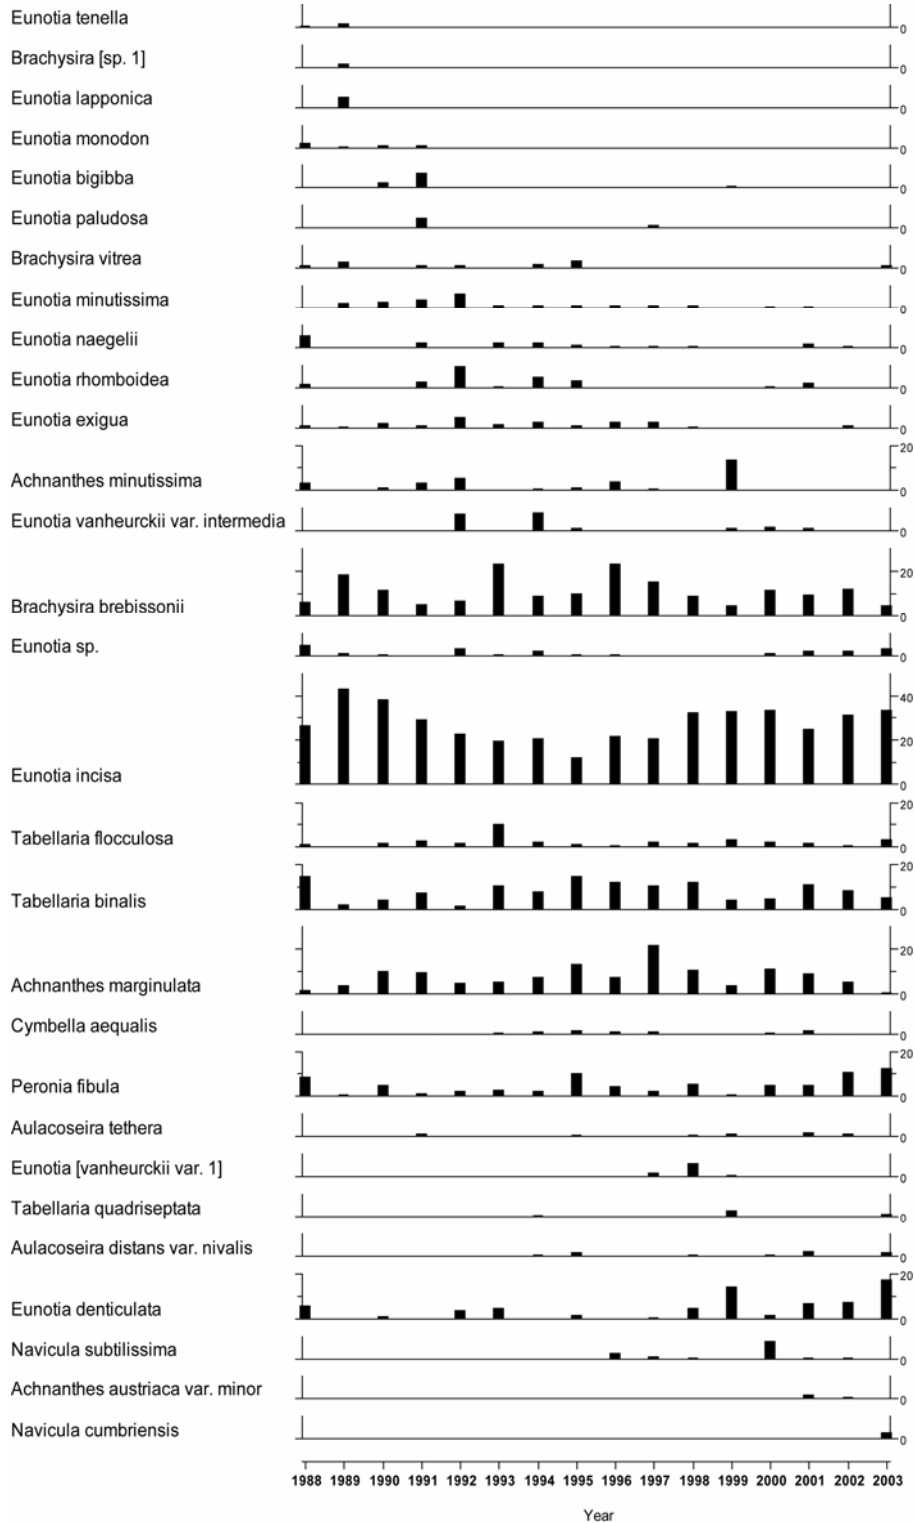 Eunotia tenella 0
Brachysira [sp. 1] 0
Eunotia lapponica 0
Eunotia monodon 0
Eunotia bigibba 0
Eunotia paludosa 0
Brachysira vitrea 0
Eunotia minutissima 0
Eunotia naegelii 0
Eunotia rhomboidea 0
Eunotia exigua 0
20
Achnanthes minutissima 0
Eunotia vanheurckii var. intermedia 0
20
Brachysira brebissonii 0
Eunotia sp. 0
40
20
Eunotia incisa 0
20
Tabellaria flocculosa 0
20
Tabellaria binalis 0
20
Achnanthes marginulata 0
Cymbella aequalis 0
20
Peronia fibula 0
Aulacoseira tethera 0
Eunotia [vanheurckii var. 1] 0
Tabellaria quadriseptata 0
Aulacoseira distans var. nivalis 0
20
Eunotia denticulata 0
Navicula subtilissima 0
Achnanthes austriaca var. minor 0
Navicula cumbriensis 0
1988 1989 1990 1991 1992 1993 1994 1995 1996 1997 1998 1999 2000 2001 2002 2003
Year